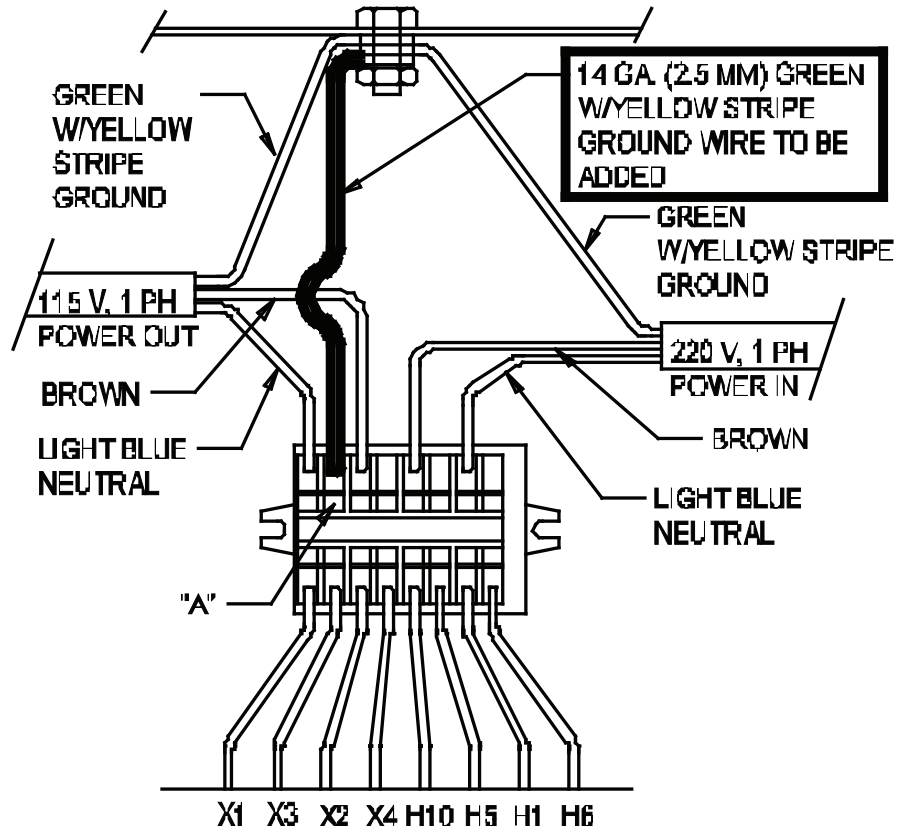 14 GA. (2.5 MM) GREEN
W/YELLOW STRIPE
GROUND WIRE TO BE
ADDED
GREEN
W/YELLOW
STRIPE
GROUND
GREEN
W/YELLOW STRIPE
GROUND
115 V, 1 PH
POWER OUT
220 V, 1 PH
POWER IN
BROWN
LIGHT BLUE
NEUTRAL
BROWN
LIGHT BLUE
NEUTRAL
"A"
X1 X3 X2 X4 H10 H5 H1 H6